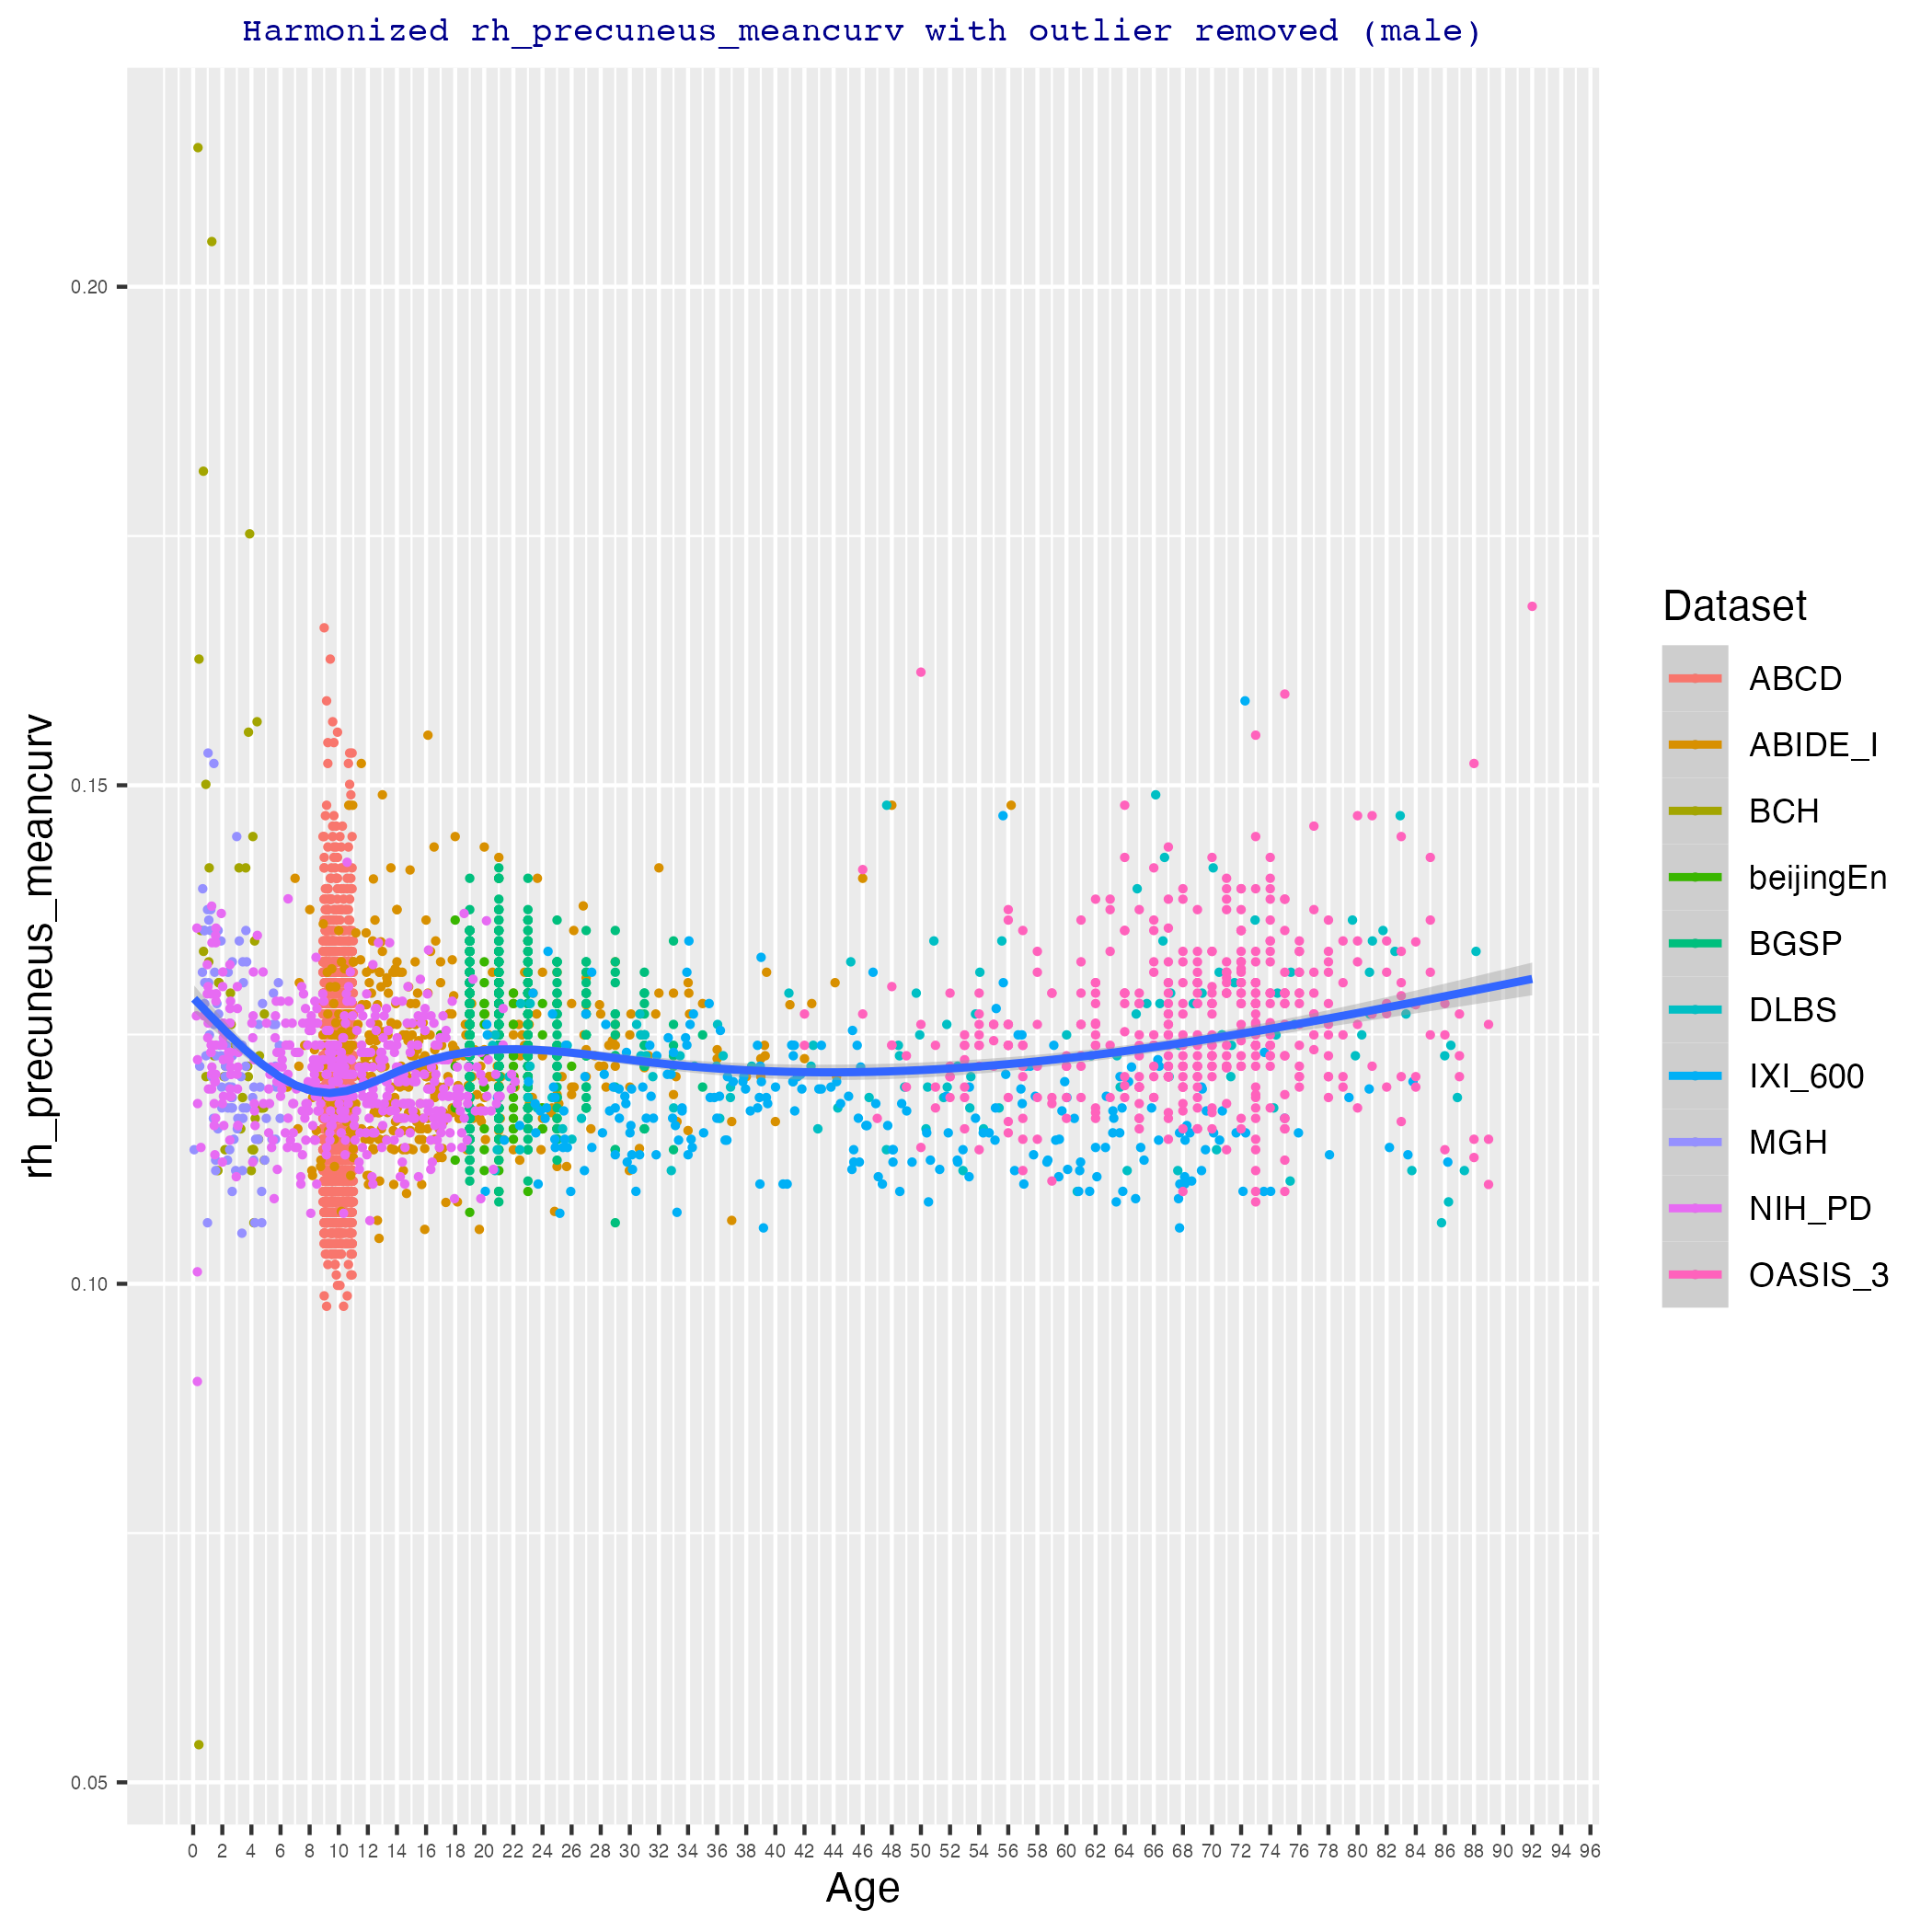 Harmonized rh_precuneus_meancurv with outlier removed (male)
rh_precuneus_meancurv
0.20
0.15
0.10
0.05
0 2 4 6 8 10 12 14 16 18 20 22 24 26 28 30 32 34 36 38 40 42 44 46 48 50 52 54 56 58 60 62 64 66 68 70 72 74 76 78 80 82 84 86 88 90 92 94 96
Age
Dataset
ABCD
ABIDE_I
BCH
beijingEn
BGSP
DLBS
IXI_600
MGH
NIH_PD
OASIS_3